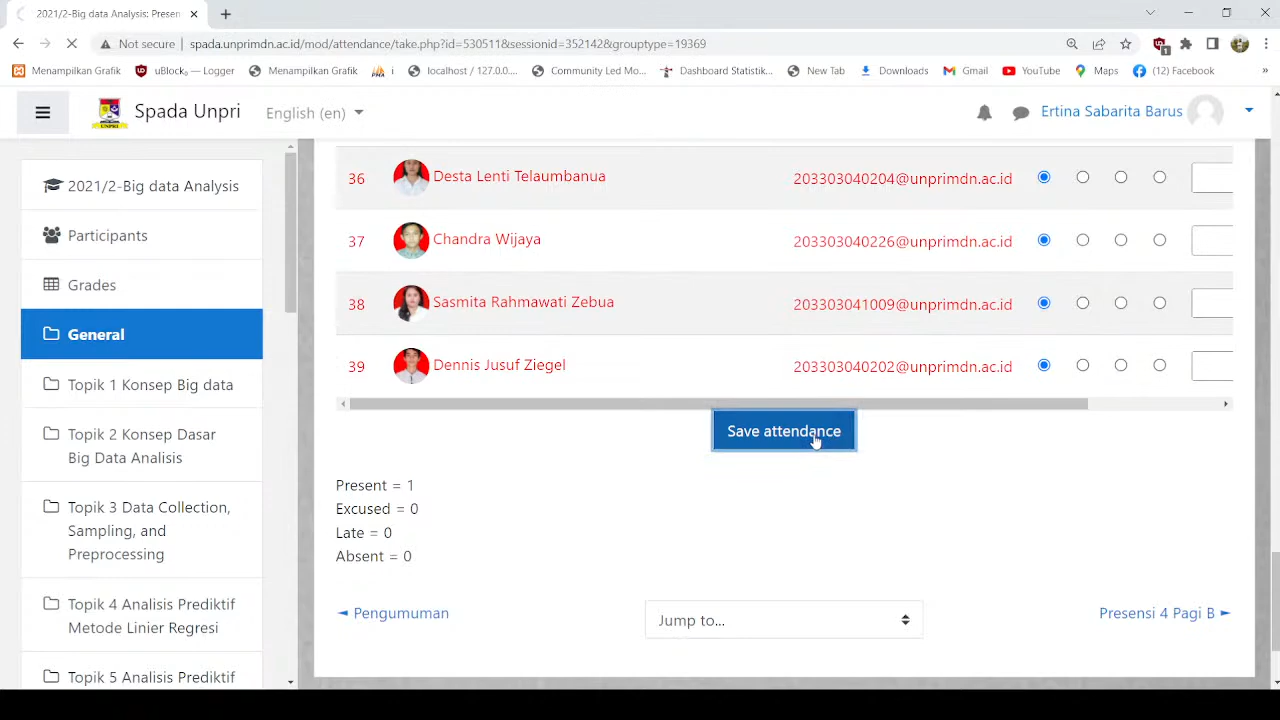 2021/2-Big data Analysis: Presen
Not secure
spada.unprimdn.ac.id/mod/attendance/take.php?id=530511&sessionid=352142&grouptype=19369
Menampilkan Grafik
uBlock₀ — Logger
Menampilkan Grafik
i
localhost / 127.0.0....
Community Led Mo...
Dashboard Statistik...
New Tab
Downloads
Gmail
YouTube
Maps
(12) Facebook
»
UNPRI
Spada Unpri
English (en)
Ertina Sabarita Barus
2021/2-Big data Analysis
Participants
Grades
General
Topik 1 Konsep Big data
Topik 2 Konsep Dasar
Big Data Analysis
Topik 3 Data Collection,
Sampling, and
Preprocessing
Topik 4 Analisis Prediktif
Metode Linier Regresi
Topik 5 Analisis Prediktif
36 Desta Lenti Telaumbanua 203303040204@unprimdn.ac.id
37 Chandra Wijaya 203303040226@unprimdn.ac.id
38 Sasmita Rahmawati Zebua 203303041009@unprimdn.ac.id
39 Dennis Jusuf Ziegel 203303040202@unprimdn.ac.id
Save attendance
Present = 1
Excused = 0
Late = 0
Absent = 0
◄ Pengumuman
Jump to...
Presensi 4 Pagi B ►